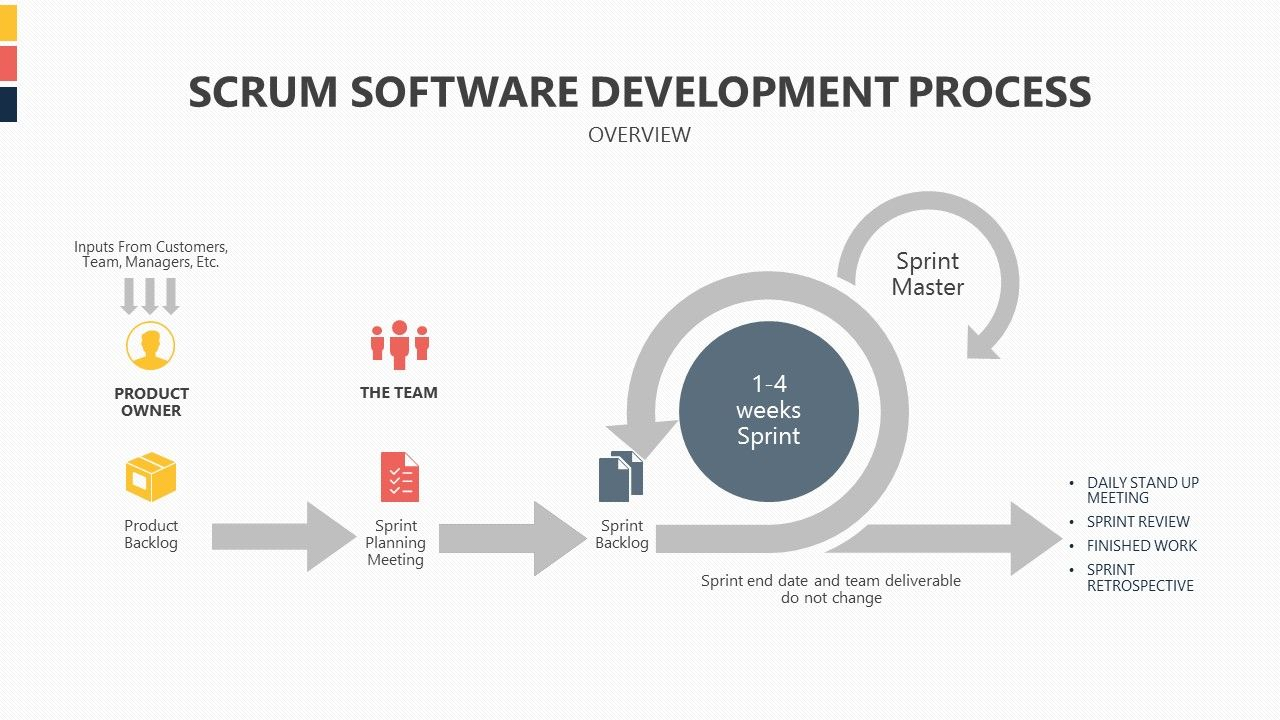 SCRUM SOFTWARE DEVELOPMENT PROCESS
OVERVIEW
Inputs From Customers,
Team, Managers, Etc.
PRODUCT
OWNER
THE TEAM
Product
Backlog
Sprint
Planning
Meeting
Sprint
Backlog
1-4
weeks
Sprint
Sprint
Master
Sprint end date and team deliverable
do not change
• DAILY STAND UP
MEETING
• SPRINT REVIEW
• FINISHED WORK
• SPRINT
RETROSPECTIVE